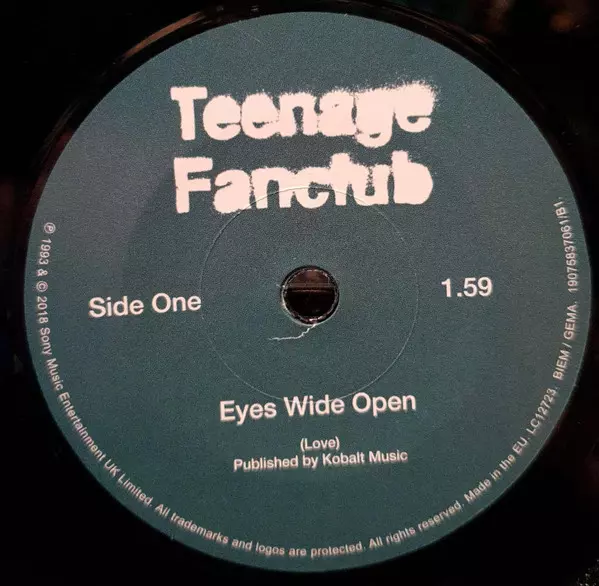 Teenage
Fanclub
Side One
1.59
Eyes Wide Open
(Love)
Published by Kobalt Music
℗ 1993 & © 2018 Sony Music Entertainment UK Limited. All trademarks and logos are protected. All rights reserved. Made in the EU. LC12723. BIEM / GEMA. 19075837061/B1.